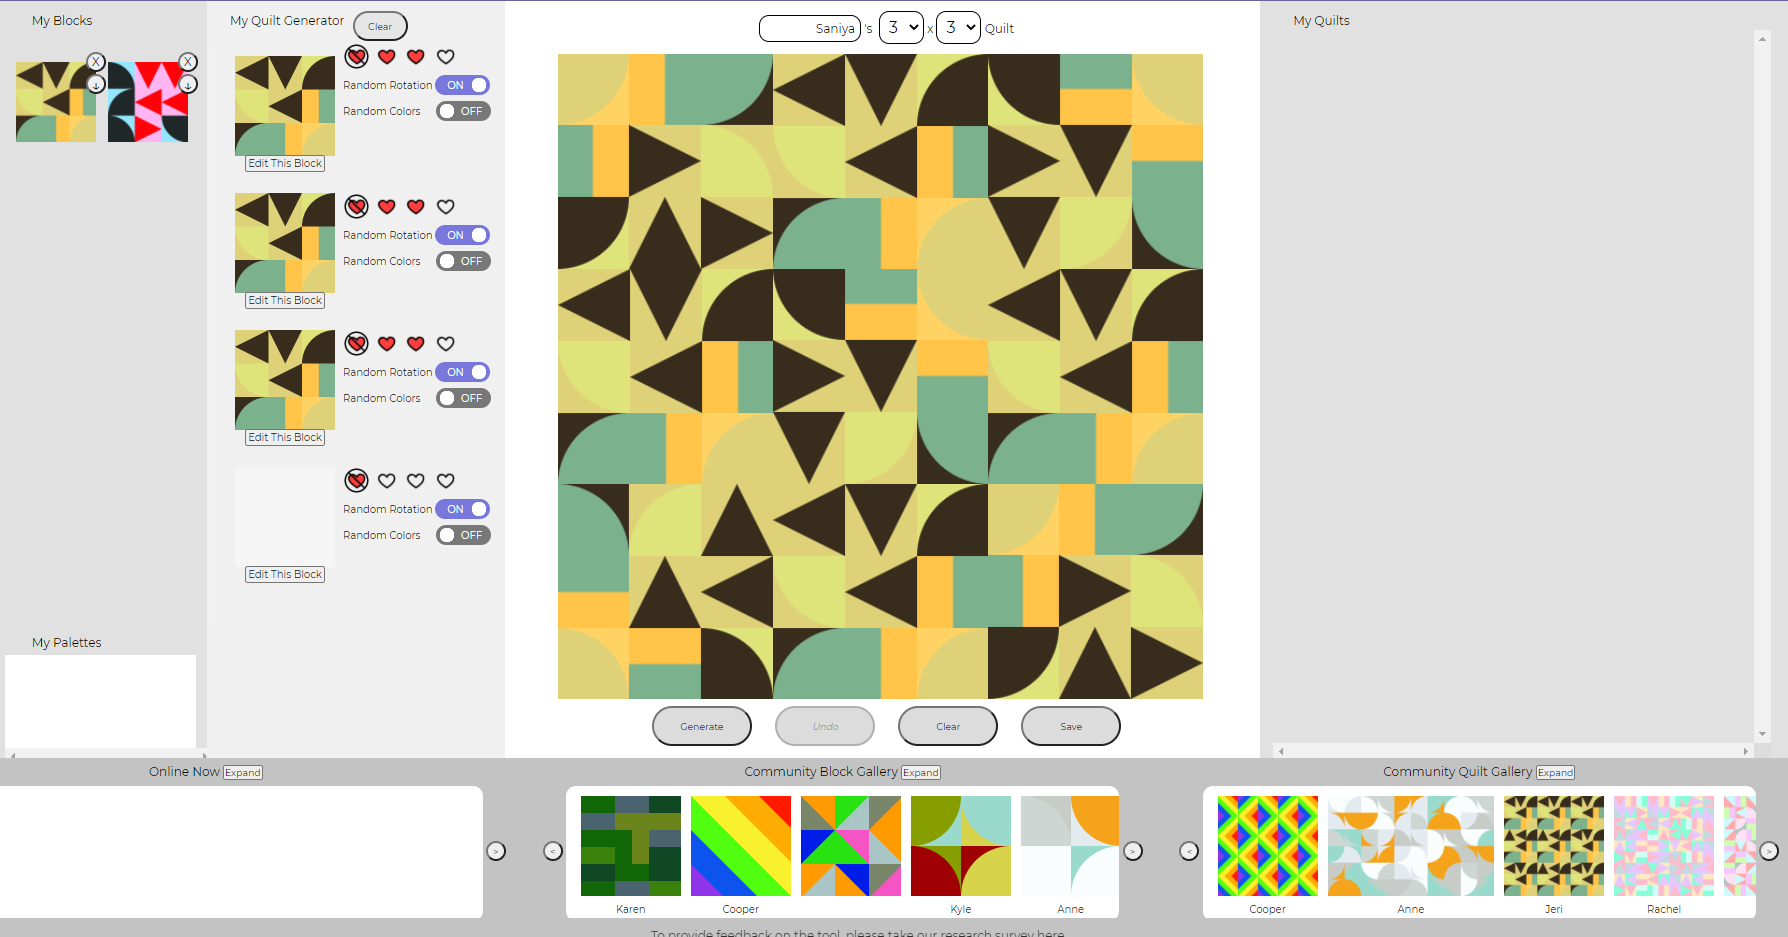 My Blocks
X
↓
X
↓
My Palettes
My Quilt Generator
Clear
Random Rotation ON
Random Colors OFF
Edit This Block
Random Rotation ON
Random Colors OFF
Edit This Block
Random Rotation ON
Random Colors OFF
Edit This Block
Random Rotation ON
Random Colors OFF
Edit This Block
Saniya 's 3 x 3 Quilt
Generate Undo Clear Save
My Quilts
Online Now Expand
>
Community Block Gallery Expand
< >
Karen Cooper Kyle Anne
Community Quilt Gallery Expand
< >
Cooper Anne Jeri Rachel
To provide feedback on the tool, please take our research survey here